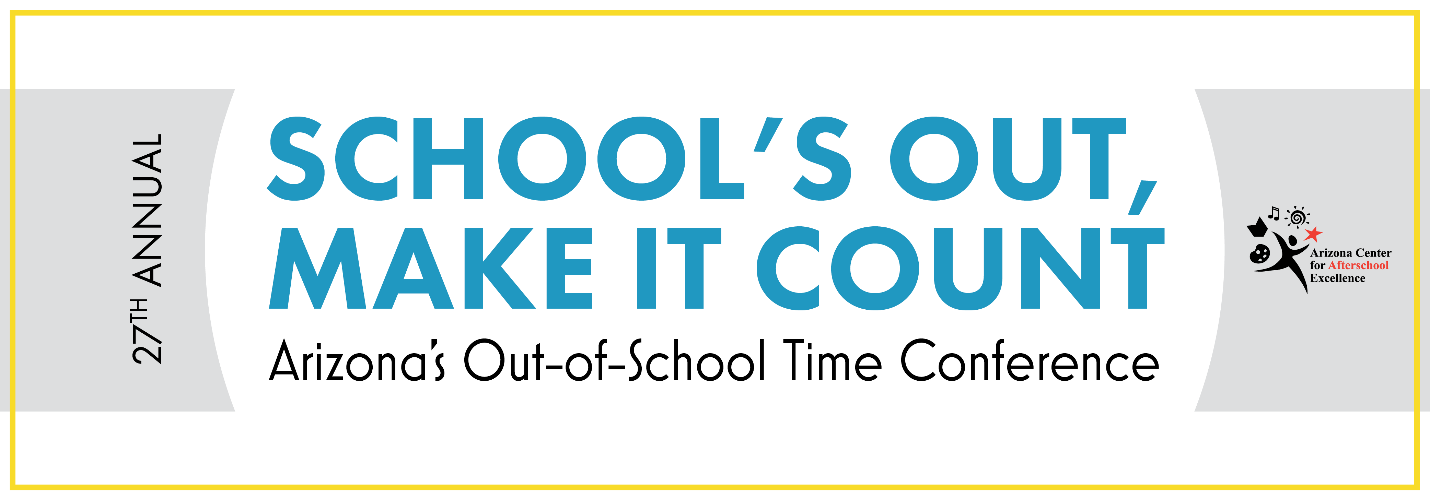 27TH ANNUAL
SCHOOL'S OUT,
MAKE IT COUNT
Arizona's Out-of-School Time Conference
Arizona Center
for Afterschool
Excellence